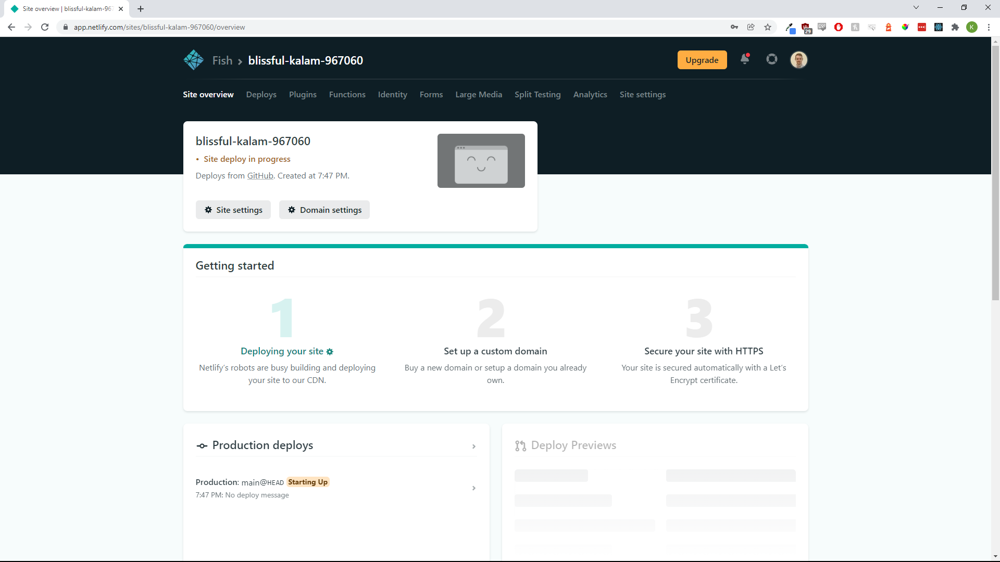 Site overview | blissful-kalam-967
app.netlify.com/sites/blissful-kalam-967060/overview
29
K
Fish
blissful-kalam-967060
Upgrade
Site overview Deploys Plugins Functions Identity Forms Large Media Split Testing Analytics Site settings
blissful-kalam-967060
• Site deploy in progress
Deploys from GitHub. Created at 7:47 PM.
Site settings Domain settings
Getting started
1 2 3
Deploying your site
Netlify’s robots are busy building and deploying
your site to our CDN.
Set up a custom domain
Buy a new domain or setup a domain you already
own.
Secure your site with HTTPS
Your site is secured automatically with a Let’s
Encrypt certificate.
Production deploys
Production: main@HEAD Starting Up
7:47 PM: No deploy message
Deploy Previews